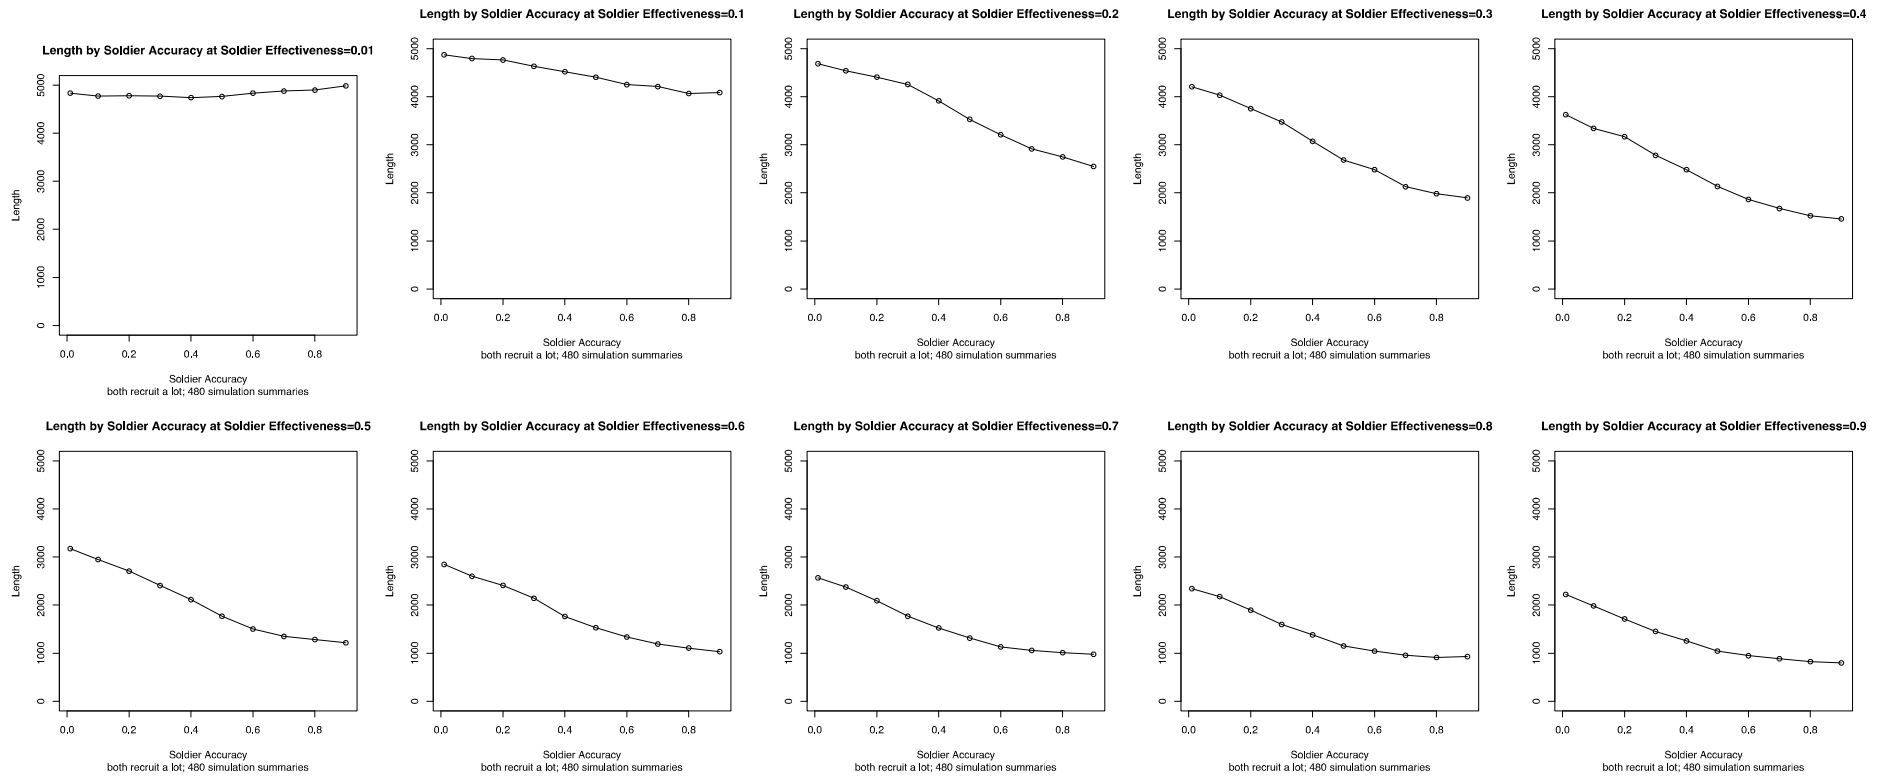 Length by Soldier Accuracy at Soldier Effectiveness=0.01
Length
5000
4000
3000
2000
1000
0
0.0 0.2 0.4 0.6 0.8
Soldier Accuracy
both recruit a lot; 480 simulation summaries
Length by Soldier Accuracy at Soldier Effectiveness=0.1
Length
5000
4000
3000
2000
1000
0
0.0 0.2 0.4 0.6 0.8
Soldier Accuracy
both recruit a lot; 480 simulation summaries
Length by Soldier Accuracy at Soldier Effectiveness=0.2
Length
5000
4000
3000
2000
1000
0
0.0 0.2 0.4 0.6 0.8
Soldier Accuracy
both recruit a lot; 480 simulation summaries
Length by Soldier Accuracy at Soldier Effectiveness=0.3
Length
5000
4000
3000
2000
1000
0
0.0 0.2 0.4 0.6 0.8
Soldier Accuracy
both recruit a lot; 480 simulation summaries
Length by Soldier Accuracy at Soldier Effectiveness=0.4
Length
5000
4000
3000
2000
1000
0
0.0 0.2 0.4 0.6 0.8
Soldier Accuracy
both recruit a lot; 480 simulation summaries
Length by Soldier Accuracy at Soldier Effectiveness=0.5
Length
5000
4000
3000
2000
1000
0
0.0 0.2 0.4 0.6 0.8
Soldier Accuracy
both recruit a lot; 480 simulation summaries
Length by Soldier Accuracy at Soldier Effectiveness=0.6
Length
5000
4000
3000
2000
1000
0
0.0 0.2 0.4 0.6 0.8
Soldier Accuracy
both recruit a lot; 480 simulation summaries
Length by Soldier Accuracy at Soldier Effectiveness=0.7
Length
5000
4000
3000
2000
1000
0
0.0 0.2 0.4 0.6 0.8
Soldier Accuracy
both recruit a lot; 480 simulation summaries
Length by Soldier Accuracy at Soldier Effectiveness=0.8
Length
5000
4000
3000
2000
1000
0
0.0 0.2 0.4 0.6 0.8
Soldier Accuracy
both recruit a lot; 480 simulation summaries
Length by Soldier Accuracy at Soldier Effectiveness=0.9
Length
5000
4000
3000
2000
1000
0
0.0 0.2 0.4 0.6 0.8
Soldier Accuracy
both recruit a lot; 480 simulation summaries